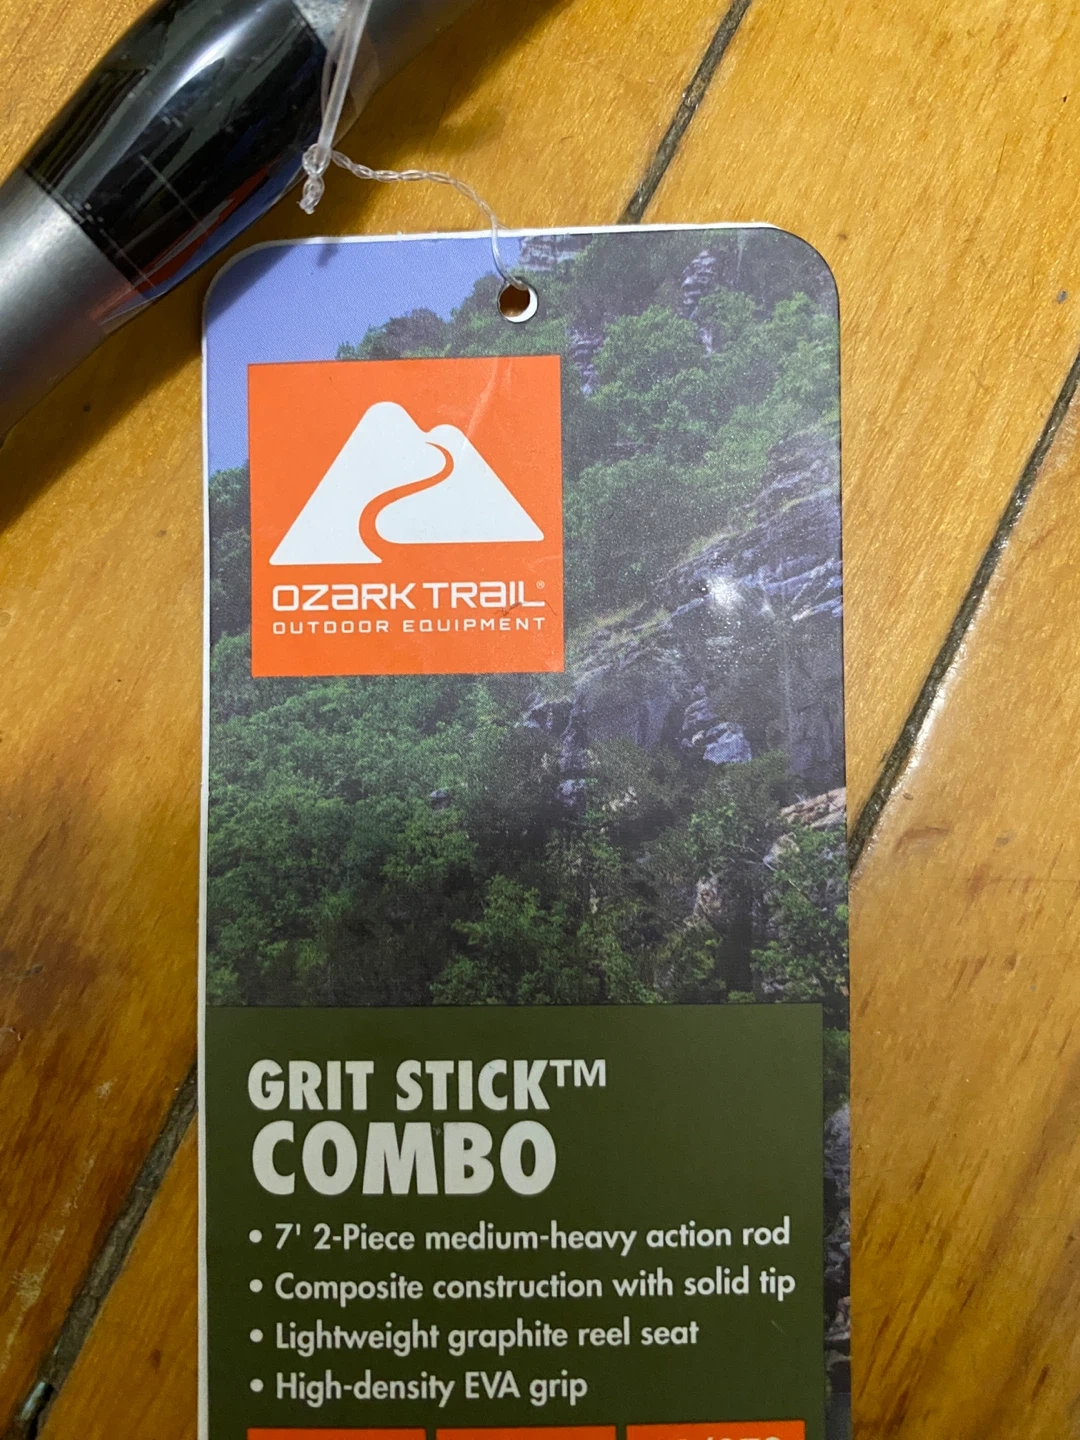 OZARK TRAIL®
OUTDOOR EQUIPMENT
GRIT STICK™
COMBO
• 7' 2-Piece medium-heavy action rod
• Composite construction with solid tip
• Lightweight graphite reel seat
• High-density EVA grip